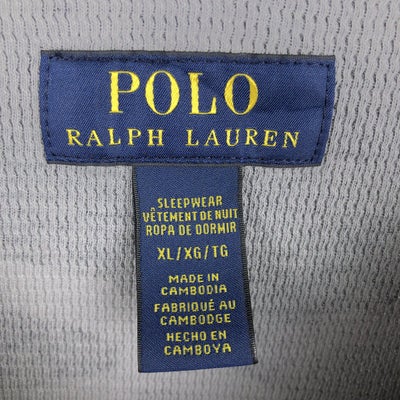 POLO
RALPH LAUREN
SLEEPWEAR
VÊTEMENT DE NUIT
ROPA DE DORMIR
XL/XG/TG
MADE IN
CAMBODIA
FABRIQUÉ AU
CAMBODGE
HECHO EN
CAMBOYA